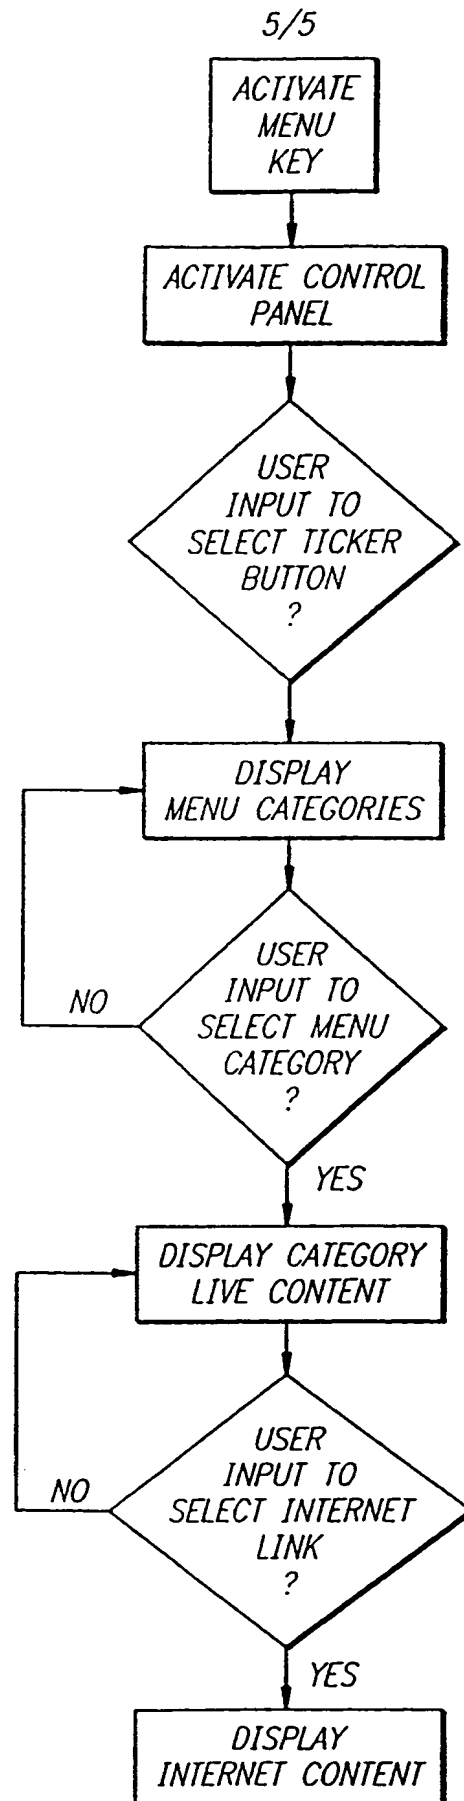 5/5
ACTIVATE
MENU
KEY
ACTIVATE CONTROL
PANEL
USER
INPUT TO
SELECT TICKER
BUTTON
?
DISPLAY
MENU CATEGORIES
USER
INPUT TO
SELECT MENU
CATEGORY
?
NO
YES
DISPLAY CATEGORY
LIVE CONTENT
USER
INPUT TO
SELECT INTERNET
LINK
?
NO
YES
DISPLAY
INTERNET CONTENT